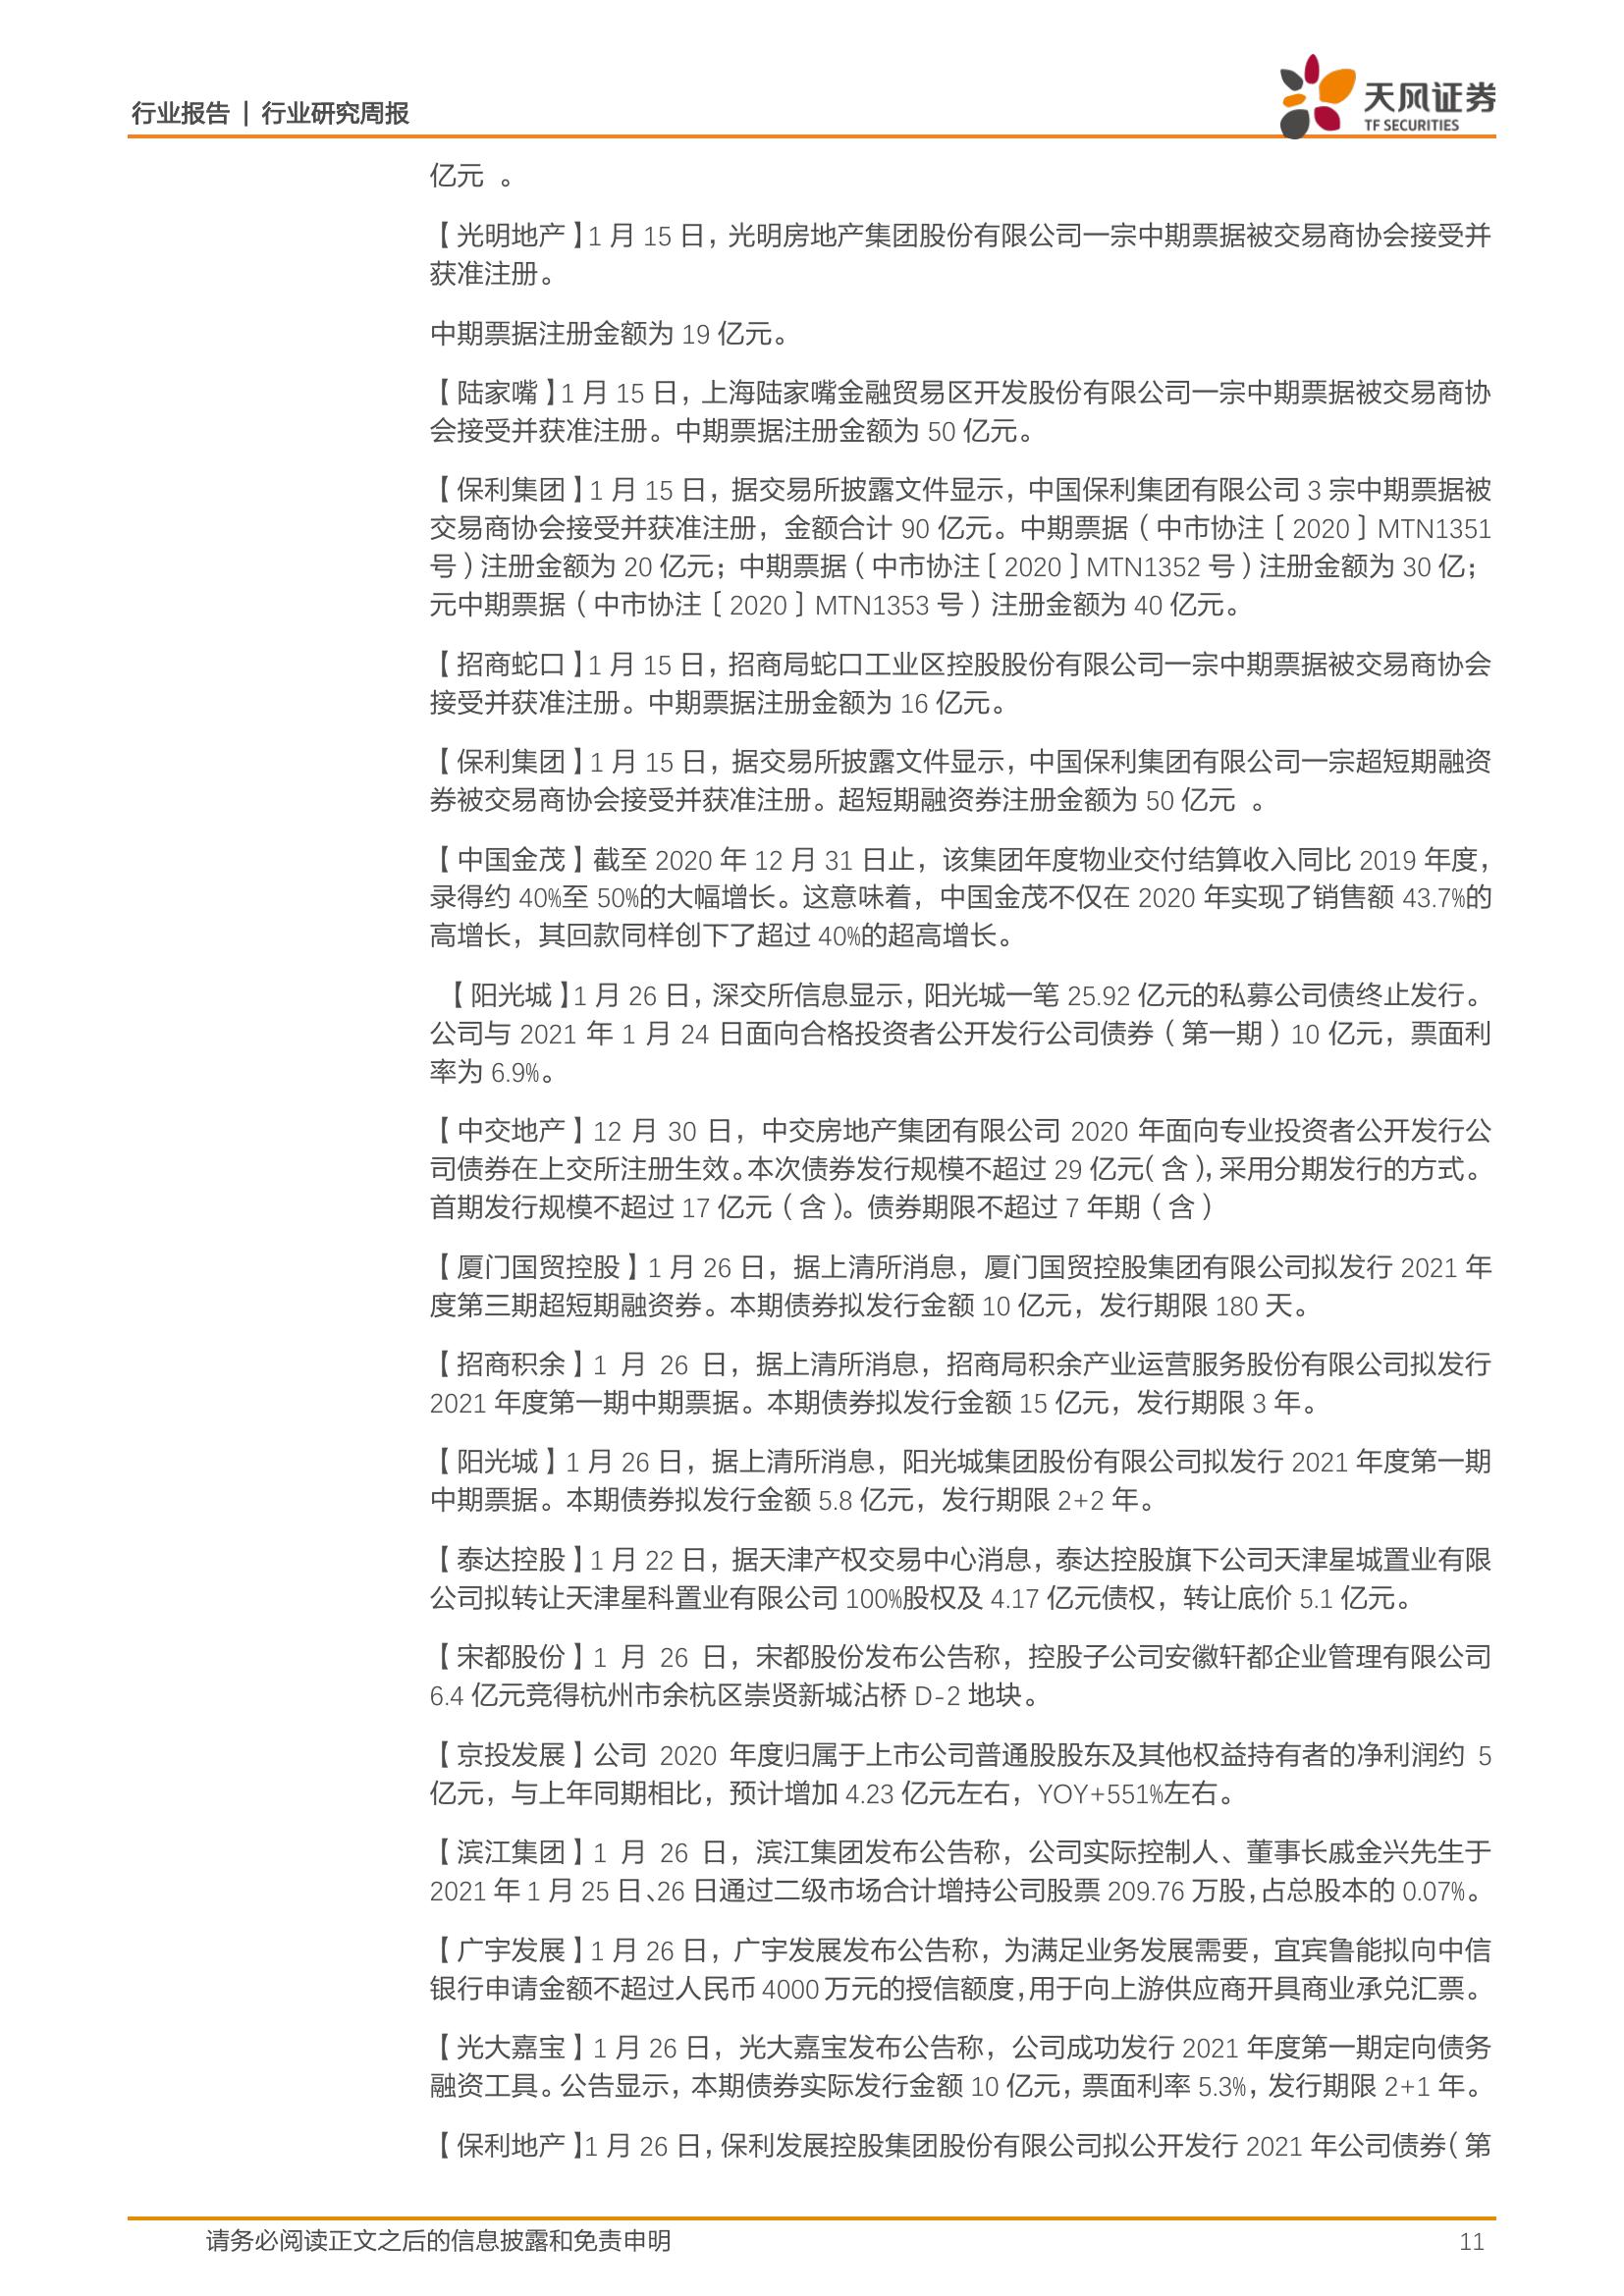 行业报告 | 行业研究周报
天风证券
TF SECURITIES
亿元 。
【光明地产】1 月 15 日，光明房地产集团股份有限公司一宗中期票据被交易商协会接受并
获准注册。
中期票据注册金额为 19 亿元。
【陆家嘴】1 月 15 日，上海陆家嘴金融贸易区开发股份有限公司一宗中期票据被交易商协
会接受并获准注册。中期票据注册金额为 50 亿元。
【保利集团】1 月 15 日，据交易所披露文件显示，中国保利集团有限公司 3 宗中期票据被
交易商协会接受并获准注册，金额合计 90 亿元。中期票据（中市协注〔2020〕MTN1351
号）注册金额为 20 亿元；中期票据（中市协注〔2020〕MTN1352 号）注册金额为 30 亿；
元中期票据（中市协注〔2020〕MTN1353 号）注册金额为 40 亿元。
【招商蛇口】1 月 15 日，招商局蛇口工业区控股股份有限公司一宗中期票据被交易商协会
接受并获准注册。中期票据注册金额为 16 亿元。
【保利集团】1 月 15 日，据交易所披露文件显示，中国保利集团有限公司一宗超短期融资
券被交易商协会接受并获准注册。超短期融资券注册金额为 50 亿元 。
【中国金茂】截至 2020 年 12 月 31 日止，该集团年度物业交付结算收入同比 2019 年度，
录得约 40%至 50%的大幅增长。这意味着，中国金茂不仅在 2020 年实现了销售额 43.7%的
高增长，其回款同样创下了超过 40%的超高增长。
【阳光城】1 月 26 日，深交所信息显示，阳光城一笔 25.92 亿元的私募公司债终止发行。
公司与 2021 年 1 月 24 日面向合格投资者公开发行公司债券（第一期）10 亿元，票面利
率为 6.9%。
【中交地产】12 月 30 日，中交房地产集团有限公司 2020 年面向专业投资者公开发行公
司债券在上交所注册生效。本次债券发行规模不超过 29 亿元（含），采用分期发行的方式。
首期发行规模不超过 17 亿元（含）。债券期限不超过 7 年期（含）
【厦门国贸控股】1 月 26 日，据上清所消息，厦门国贸控股集团有限公司拟发行 2021 年
度第三期超短期融资券。本期债券拟发行金额 10 亿元，发行期限 180 天。
【招商积余】1 月 26 日，据上清所消息，招商局积余产业运营服务股份有限公司拟发行
2021 年度第一期中期票据。本期债券拟发行金额 15 亿元，发行期限 3 年。
【阳光城】1 月 26 日，据上清所消息，阳光城集团股份有限公司拟发行 2021 年度第一期
中期票据。本期债券拟发行金额 5.8 亿元，发行期限 2+2 年。
【泰达控股】1 月 22 日，据天津产权交易中心消息，泰达控股旗下公司天津星城置业有限
公司拟转让天津星科置业有限公司 100%股权及 4.17 亿元债权，转让底价 5.1 亿元。
【宋都股份】1 月 26 日，宋都股份发布公告称，控股子公司安徽轩都企业管理有限公司
6.4 亿元竞得杭州市余杭区崇贤新城沾桥 D-2 地块。
【京投发展】公司 2020 年度归属于上市公司普通股股东及其他权益持有者的净利润约 5
亿元，与上年同期相比，预计增加 4.23 亿元左右，YOY+551%左右。
【滨江集团】1 月 26 日，滨江集团发布公告称，公司实际控制人、董事长戚金兴先生于
2021 年 1 月 25 日、26 日通过二级市场合计增持公司股票 209.76 万股，占总股本的 0.07%。
【广宇发展】1 月 26 日，广宇发展发布公告称，为满足业务发展需要，宜宾鲁能拟向中信
银行申请金额不超过人民币 4000 万元的授信额度，用于向上游供应商开具商业承兑汇票。
【光大嘉宝】1 月 26 日，光大嘉宝发布公告称，公司成功发行 2021 年度第一期定向债务
融资工具。公告显示，本期债券实际发行金额 10 亿元，票面利率 5.3%，发行期限 2+1 年。
【保利地产】1 月 26 日，保利发展控股集团股份有限公司拟公开发行 2021 年公司债券（第
请务必阅读正文之后的信息披露和免责申明
11